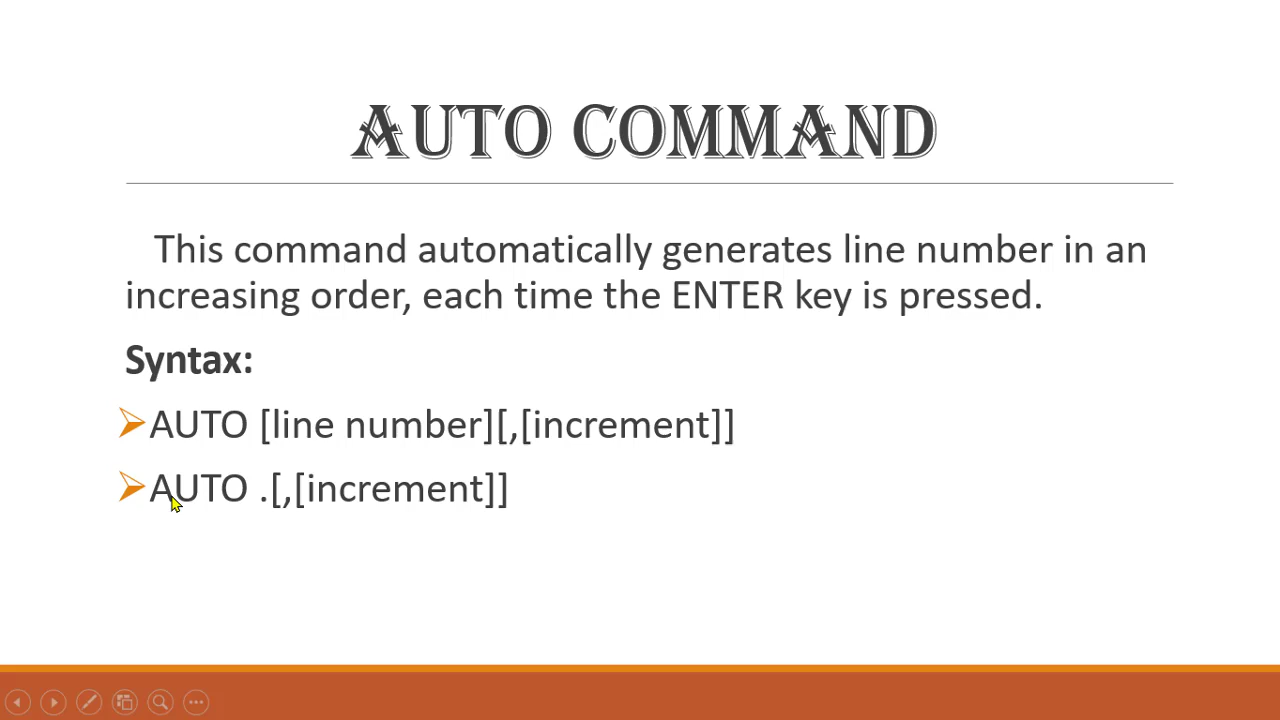 AUTO COMMAND
This command automatically generates line number in an
increasing order, each time the ENTER key is pressed.
Syntax:
AUTO [line number][,[increment]]
AUTO .[,[increment]]